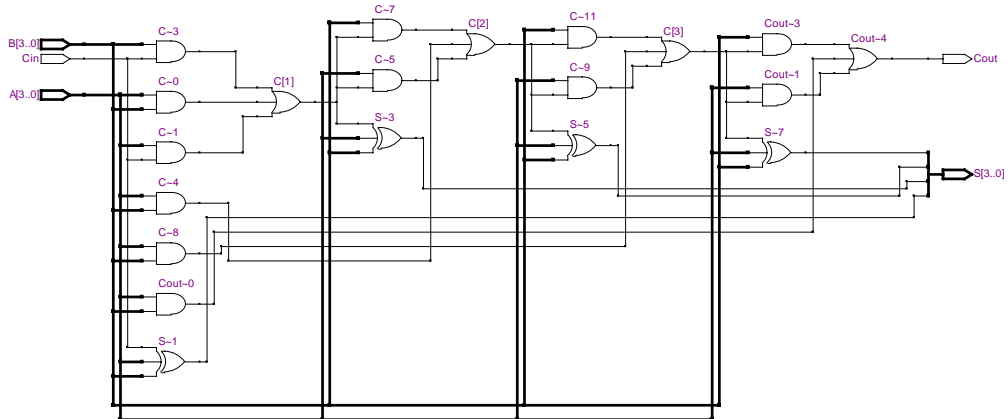 C~7
C[2]
C~11
C[3]
Cout~3
Cout~4
C~3
B[3..0]
Cin
Cout
C~5
C~9
Cout~1
C[1]
C~0
A[3..0]
C~1
S~3
S~5
S~7
S[3..0]
C~4
C~8
Cout~0
S~1